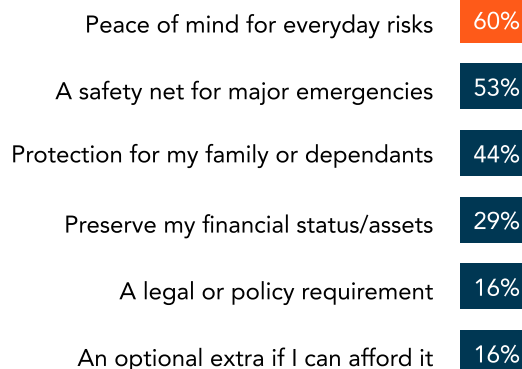 Peace of mind for everyday risks 60%
A safety net for major emergencies 53%
Protection for my family or dependants 44%
Preserve my financial status/assets 29%
A legal or policy requirement 16%
An optional extra if I can afford it 16%